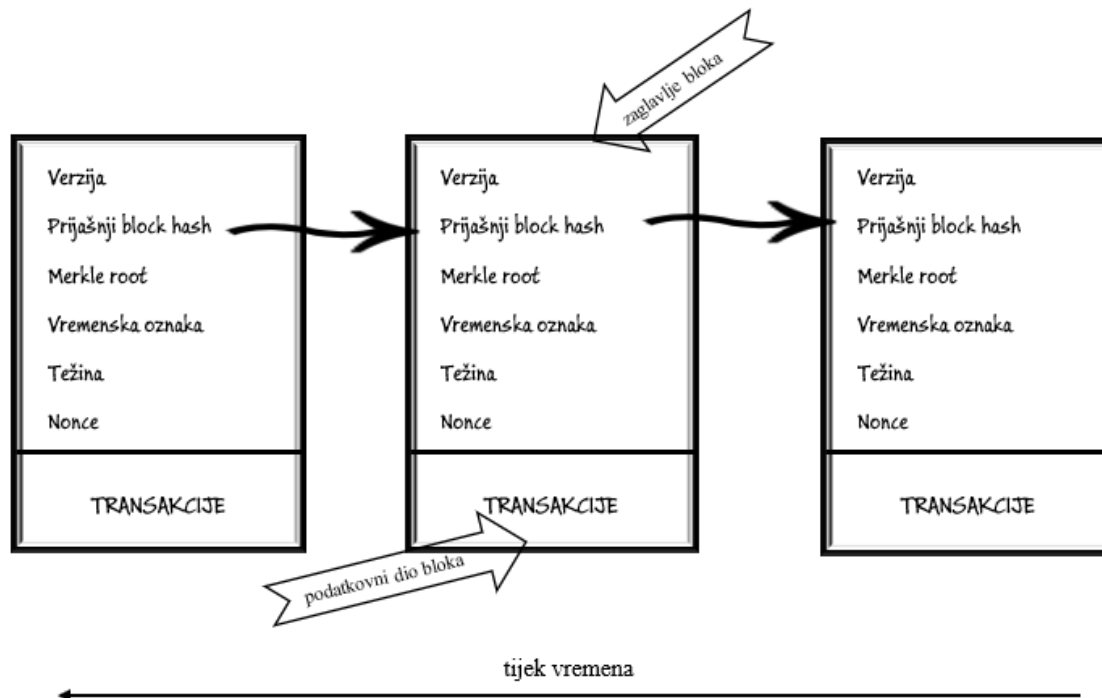 zaglavlje bloka
Verzija
Prijašnji block hash
Merkle root
Vremenska oznaka
Težina
Nonce
TRANSAKCIJE
Verzija
Prijašnji block hash
Merkle root
Vremenska oznaka
Težina
Nonce
TRANSAKCIJE
Verzija
Prijašnji block hash
Merkle root
Vremenska oznaka
Težina
Nonce
TRANSAKCIJE
podatkovni dio bloka
tijek vremena